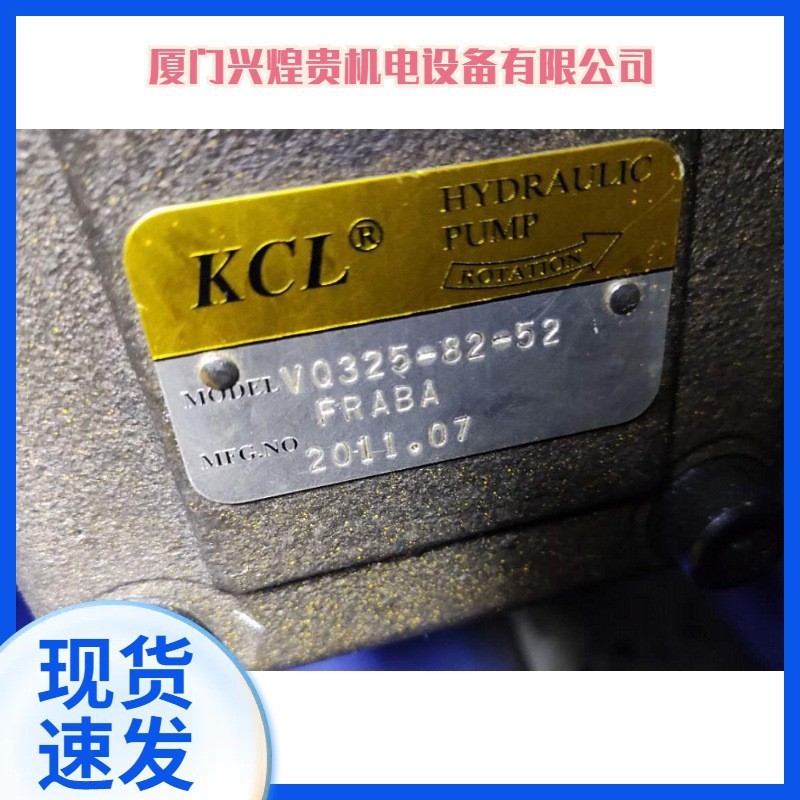 厦门兴煌贵机电设备有限公司
KCL®
HYDRAULIC
PUMP
ROTATION
MODEL VQ325-82-52
FRABA
MFG.NO 2011.07
现货
速发